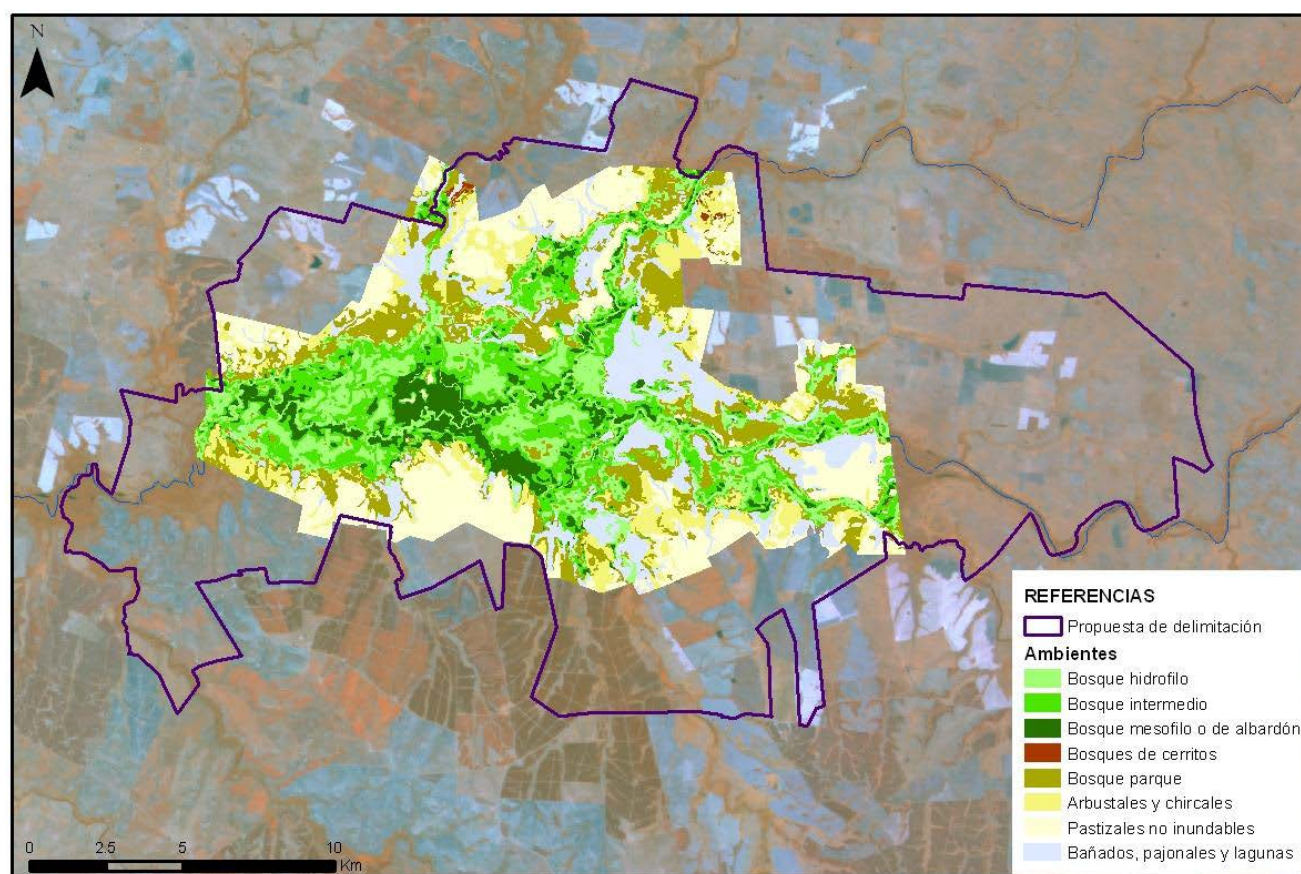 N
REFERENCIAS
Propuesta de delimitación
Ambientes
Bosque hidrofilo
Bosque intermedio
Bosque mesofilo o de albardón
Bosques de cerritos
Bosque parque
Arbustales y chircales
Pastizales no inundables
Bañados, pajonales y lagunas
0 2.5 5 10
Km